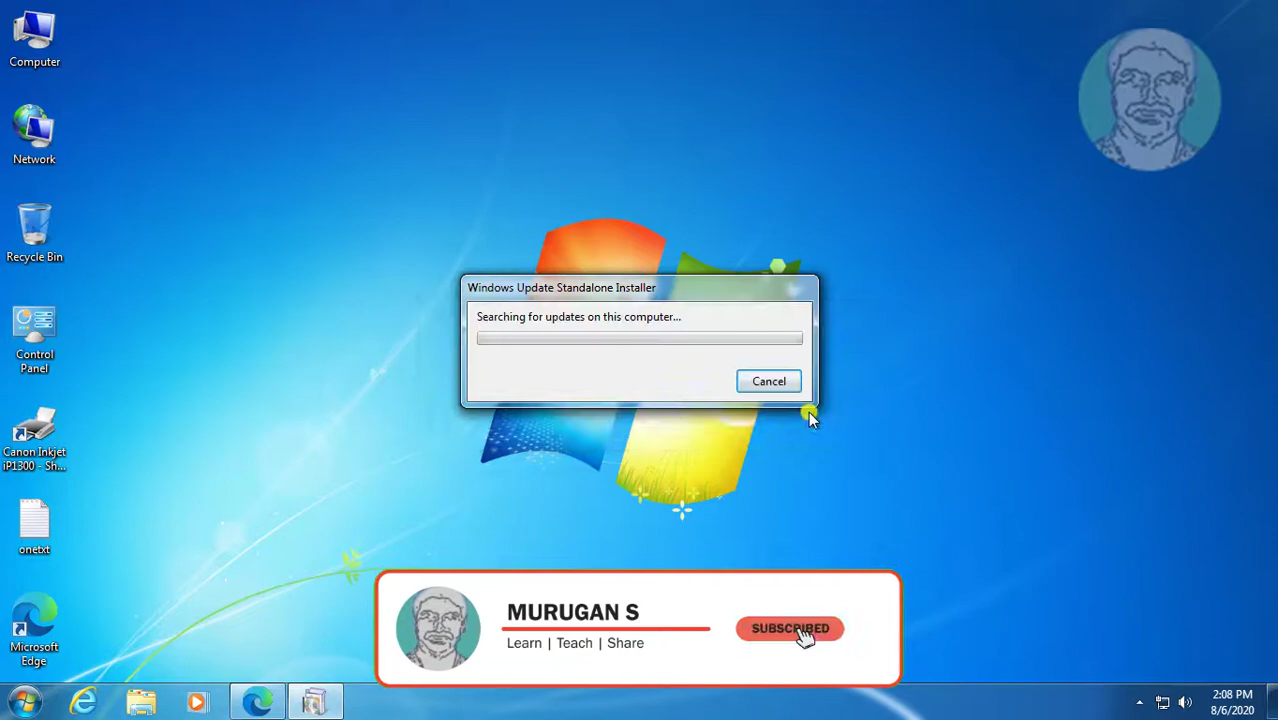 Computer
Network
Recycle Bin
Control
Panel
Canon Inkjet
iP1300 - Sh...
onetxt
Microsoft
Edge
Windows Update Standalone Installer
Searching for updates on this computer...
Cancel
MURUGAN S
Learn | Teach | Share
SUBSCRIBED
2:08 PM
8/6/2020